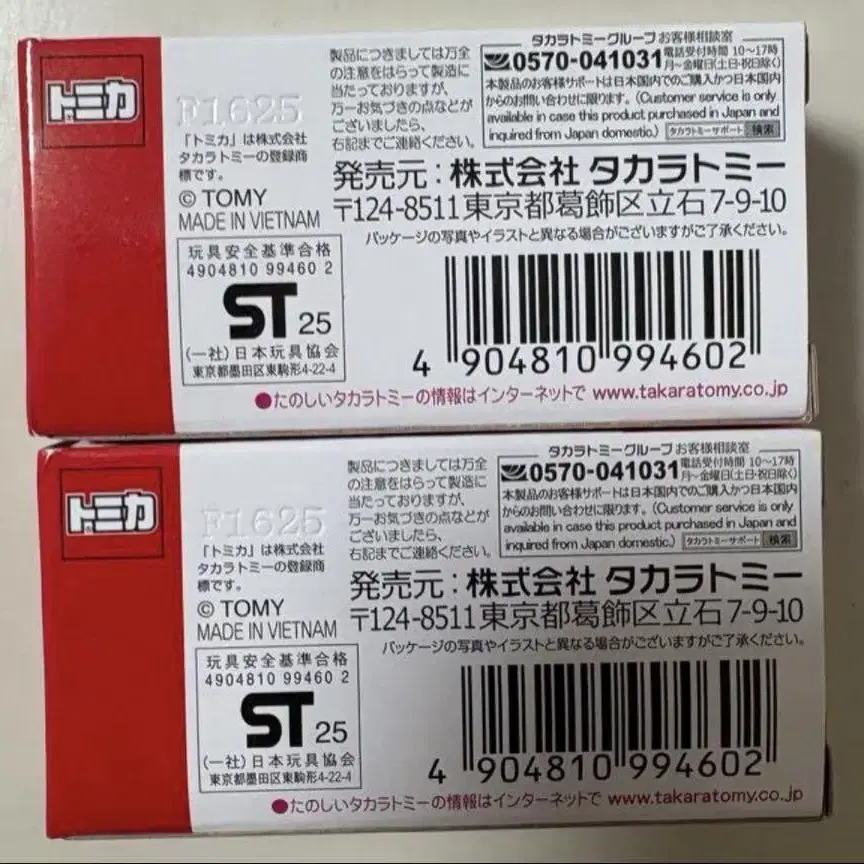 トミカ
F1625
「トミカ」は株式会社
タカラトミーの登録商
標です。
© TOMY
MADE IN VIETNAM
玩具安全基準合格
4904810 99460 2
ST 25
(一社)日本玩具協会
東京都墨田区東駒形4-22-4
製品につきましては万全
の注意をはらって製造に
当たっておりますが、
万一お気づきの点などが
ございましたら、
右記までご連絡ください。
タカラトミーグループお客様相談室
0570-041031 電話受付時間 10〜17時
月〜金曜日(土日・祝日除く)
本製品のお客様サポートは日本国内でのご購入かつ日本国内
からのお問い合わせに限ります。(Customer service is only
available in case this product purchased in Japan and
inquired from Japan domestic.) タカラトミーサポート 検索
発売元:株式会社 タカラトミー
〒124-8511東京都葛飾区立石7-9-10
パッケージの写真やイラストと異なる場合がございますがご了承ください。
4 904810 994602
●たのしいタカラトミーの情報はインターネットで www.takaratomy.co.jp
トミカ
F1625
「トミカ」は株式会社
タカラトミーの登録商
標です。
© TOMY
MADE IN VIETNAM
玩具安全基準合格
4904810 99460 2
ST 25
(一社)日本玩具協会
東京都墨田区東駒形4-22-4
製品につきましては万全
の注意をはらって製造に
当たっておりますが、
万一お気づきの点などが
ございましたら、
右記までご連絡ください。
タカラトミーグループお客様相談室
0570-041031 電話受付時間 10〜17時
月〜金曜日(土日・祝日除く)
本製品のお客様サポートは日本国内でのご購入かつ日本国内
からのお問い合わせに限ります。(Customer service is only
available in case this product purchased in Japan and
inquired from Japan domestic.) タカラトミーサポート 検索
発売元:株式会社 タカラトミー
〒124-8511東京都葛飾区立石7-9-10
パッケージの写真やイラストと異なる場合がございますがご了承ください。
4 904810 994602
●たのしいタカラトミーの情報はインターネットで www.takaratomy.co.jp